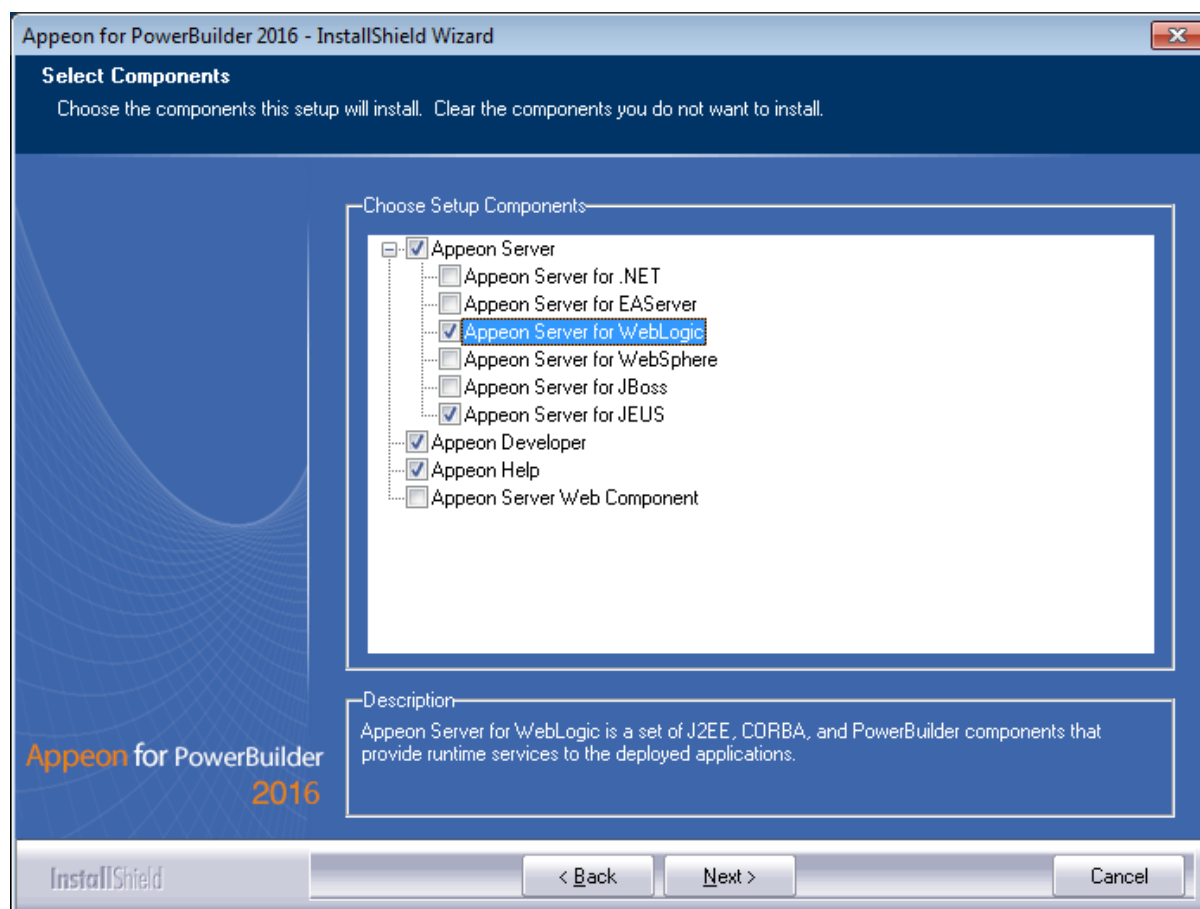 Appeon for PowerBuilder 2016 - InstallShield Wizard
Select Components
Choose the components this setup will install. Clear the components you do not want to install.
Choose Setup Components
Appeon Server
Appeon Server for .NET
Appeon Server for EAServer
Appeon Server for WebLogic
Appeon Server for WebSphere
Appeon Server for JBoss
Appeon Server for JEUS
Appeon Developer
Appeon Help
Appeon Server Web Component
Description
Appeon Server for WebLogic is a set of J2EE, CORBA, and PowerBuilder components that
provide runtime services to the deployed applications.
Appeon for PowerBuilder
2016
InstallShield
< Back
Next >
Cancel